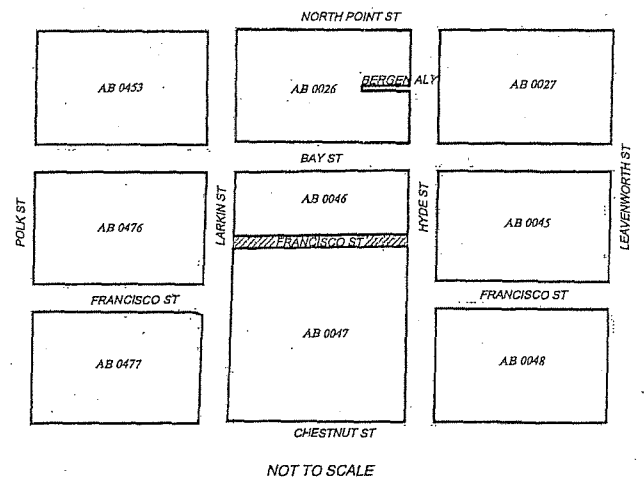 NORTH POINT ST
AB 0453
AB 0026
BERGEN ALY
AB 0027
BAY ST
POLK ST
AB 0476
LARKIN ST
AB 0046
HYDE ST
AB 0045
LEAVENWORTH ST
FRANCISCO ST
FRANCISCO ST
FRANCISCO ST
AB 0477
AB 0047
AB 0048
CHESTNUT ST
NOT TO SCALE